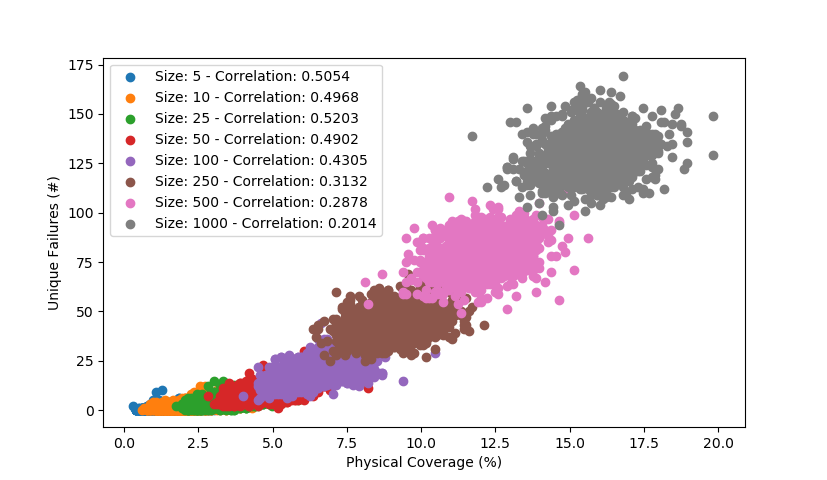 175
150
125
100
75
50
25
0
Unique Failures (#)
Size: 5 - Correlation: 0.5054
Size: 10 - Correlation: 0.4968
Size: 25 - Correlation: 0.5203
Size: 50 - Correlation: 0.4902
Size: 100 - Correlation: 0.4305
Size: 250 - Correlation: 0.3132
Size: 500 - Correlation: 0.2878
Size: 1000 - Correlation: 0.2014
0.0 2.5 5.0 7.5 10.0 12.5 15.0 17.5 20.0
Physical Coverage (%)